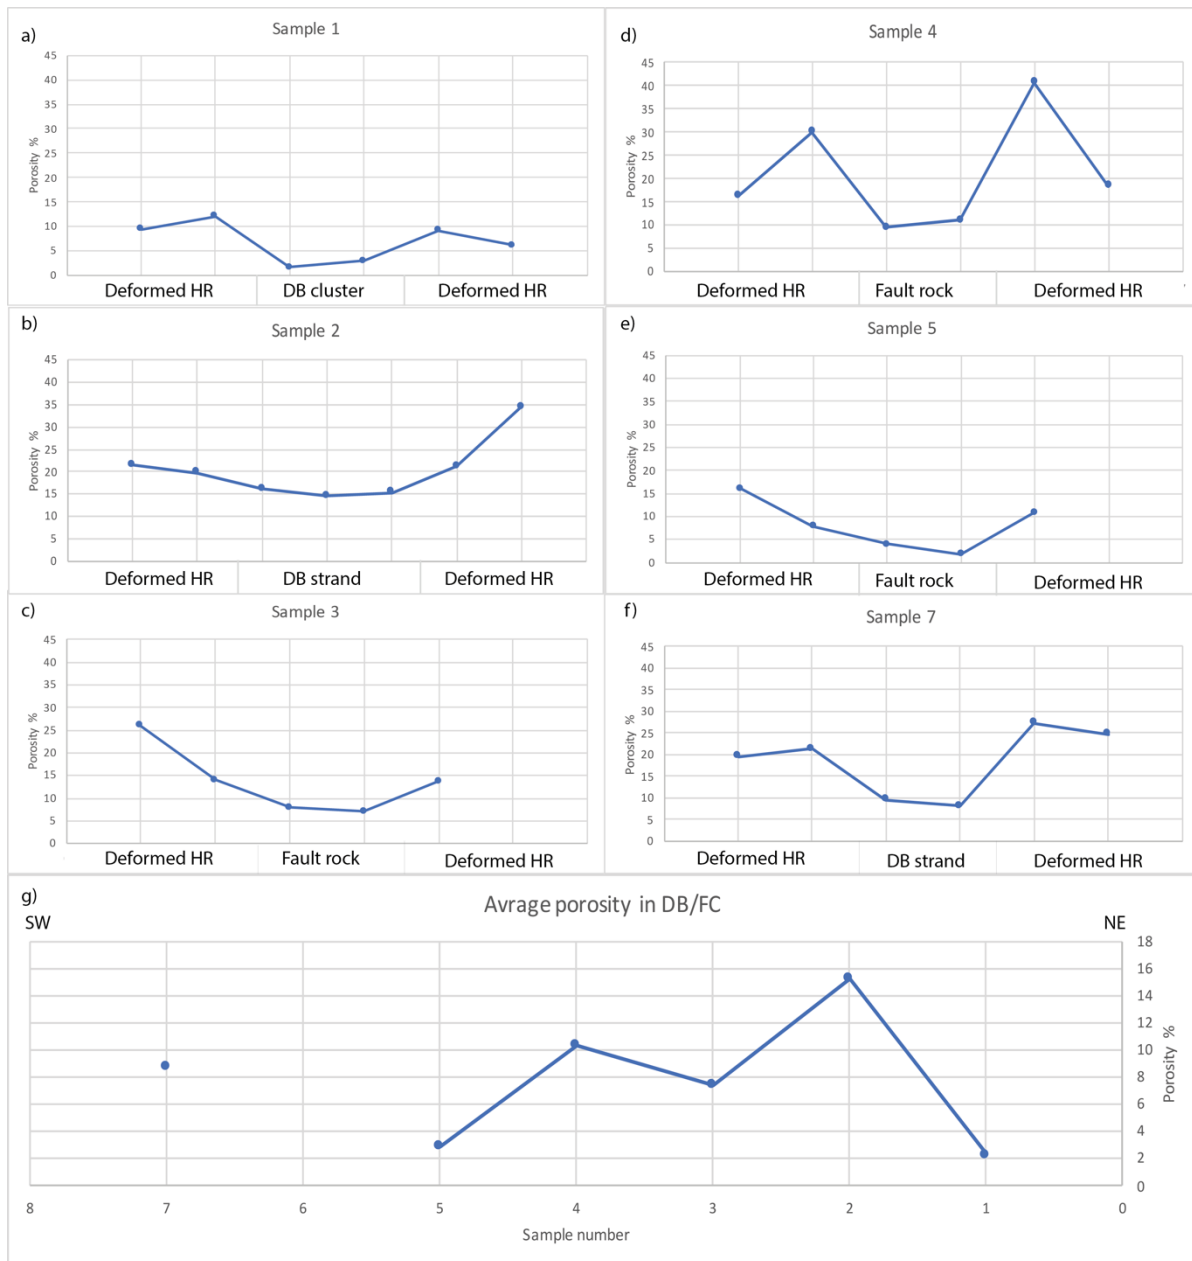 a)
Sample 1
45
40
35
30
25
20
15
10
5
0
Porosity %
Deformed HR
DB cluster
Deformed HR
b)
Sample 2
45
40
35
30
25
20
15
10
5
0
Porosity %
Deformed HR
DB strand
Deformed HR
c)
Sample 3
45
40
35
30
25
20
15
10
5
0
Porosity %
Deformed HR
Fault rock
Deformed HR
d)
Sample 4
45
40
35
30
25
20
15
10
5
0
Porosity %
Deformed HR
Fault rock
Deformed HR
e)
Sample 5
45
40
35
30
25
20
15
10
5
0
Porosity %
Deformed HR
Fault rock
Deformed HR
f)
Sample 7
45
40
35
30
25
20
15
10
5
0
Porosity %
Deformed HR
DB strand
Deformed HR
g)
Avrage porosity in DB/FC
SW
NE
18
16
14
12
10
8
6
4
2
0
Porosity %
8 7 6 5 4 3 2 1 0
Sample number